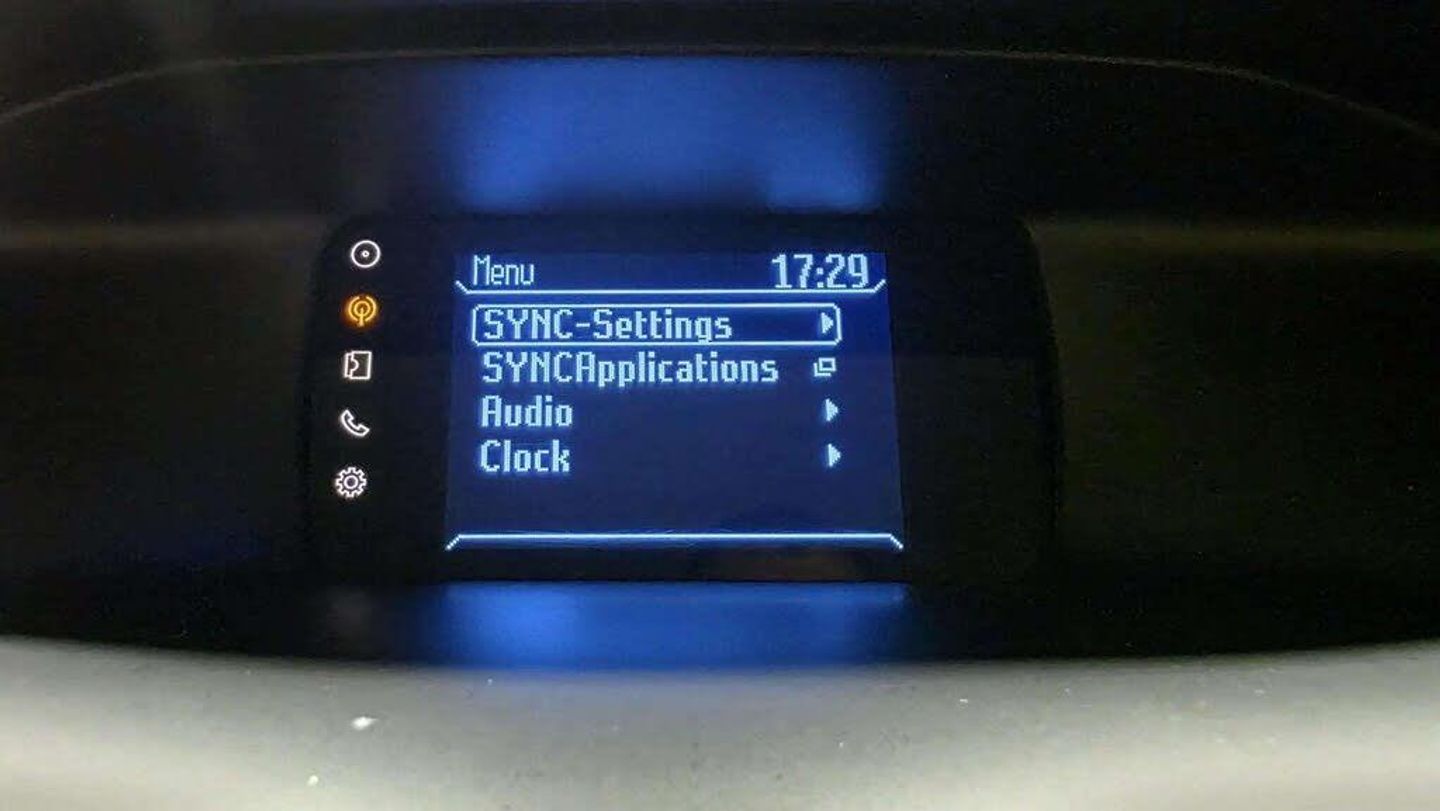 Menu 17:29
SYNC-Settings
SYNCApplications
Audio
Clock